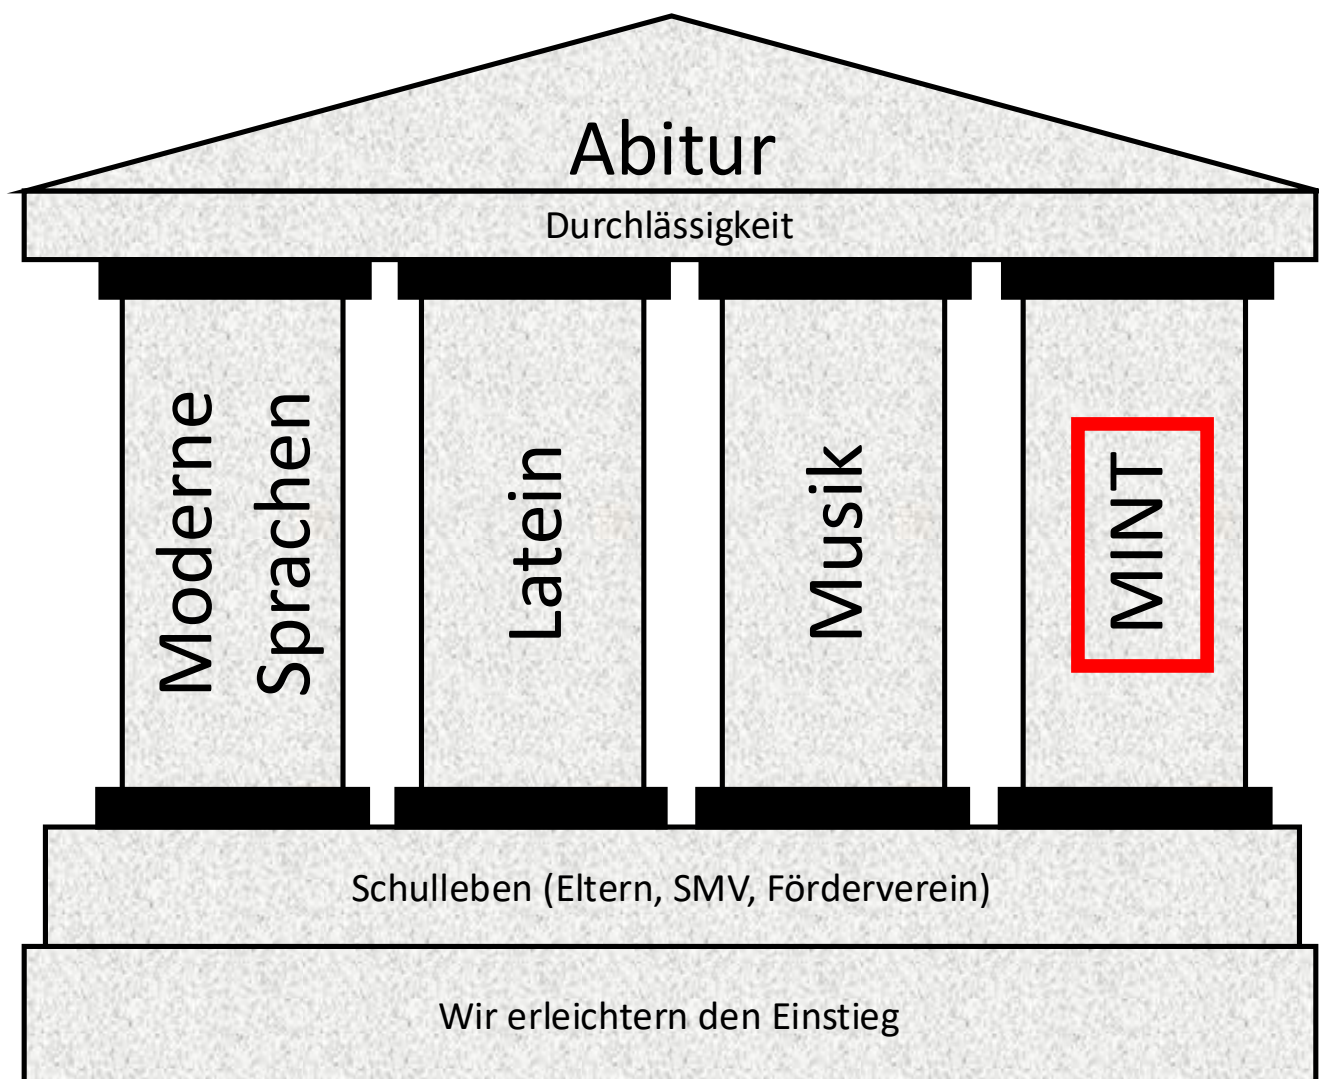 Abitur
Durchlässigkeit
Moderne
Sprachen
Latein
Musik
MINT
Schulleben (Eltern, SMV, Förderverein)
Wir erleichtern den Einstieg